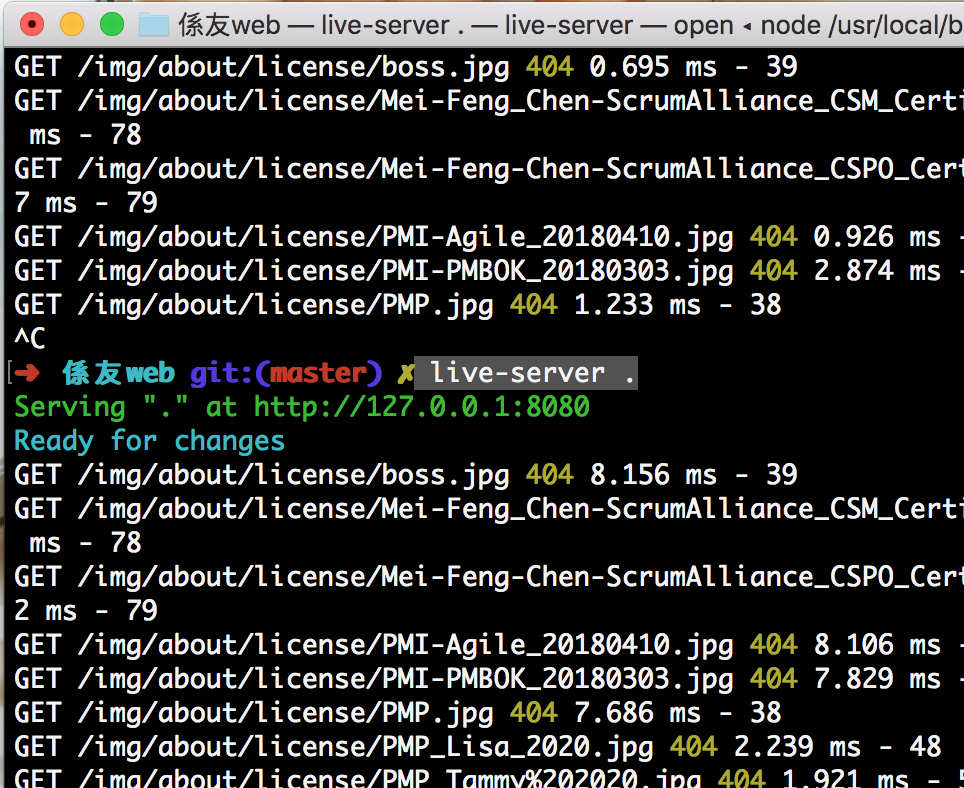 係友web — live-server . — live-server — open ◂ node /usr/local/b
GET /img/about/license/boss.jpg 404 0.695 ms - 39
GET /img/about/license/Mei-Feng_Chen-ScrumAlliance_CSM_Certi
ms - 78
GET /img/about/license/Mei-Feng-Chen-ScrumAlliance_CSPO_Cert
7 ms - 79
GET /img/about/license/PMI-Agile_20180410.jpg 404 0.926 ms -
GET /img/about/license/PMI-PMBOK_20180303.jpg 404 2.874 ms -
GET /img/about/license/PMP.jpg 404 1.233 ms - 38
^C
[➜ 係友web git:(master) ✗ live-server .
Serving "." at http://127.0.0.1:8080
Ready for changes
GET /img/about/license/boss.jpg 404 8.156 ms - 39
GET /img/about/license/Mei-Feng_Chen-ScrumAlliance_CSM_Certi
ms - 78
GET /img/about/license/Mei-Feng-Chen-ScrumAlliance_CSPO_Cert
2 ms - 79
GET /img/about/license/PMI-Agile_20180410.jpg 404 8.106 ms -
GET /img/about/license/PMI-PMBOK_20180303.jpg 404 7.829 ms -
GET /img/about/license/PMP.jpg 404 7.686 ms - 38
GET /img/about/license/PMP_Lisa_2020.jpg 404 2.239 ms - 48
GET /img/about/license/PMP_Tammy%202020.jpg 404 1.921 ms - 5